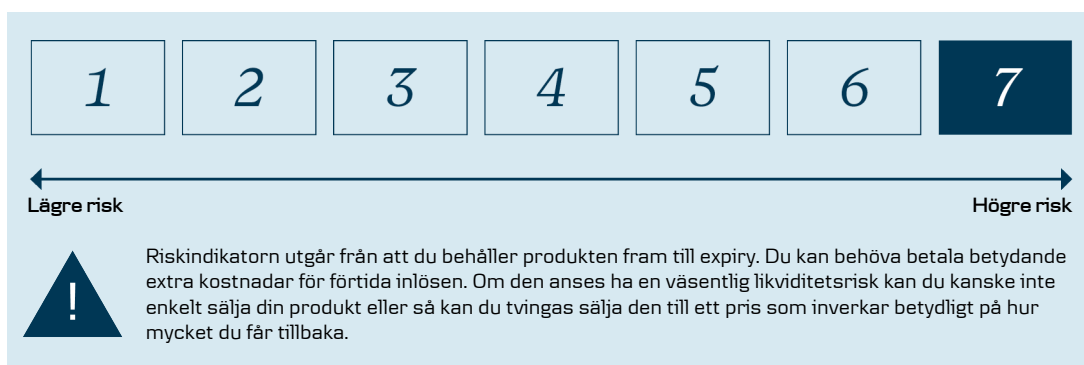 1 2 3 4 5 6 7
Lägre risk Högre risk
!
Riskindikatorn utgår från att du behåller produkten fram till expiry. Du kan behöva betala betydande
extra kostnadar för förtida inlösen. Om den anses ha en väsentlig likviditetsrisk kan du kanske inte
enkelt sälja din produkt eller så kan du tvingas sälja den till ett pris som inverkar betydligt på hur
mycket du får tillbaka.